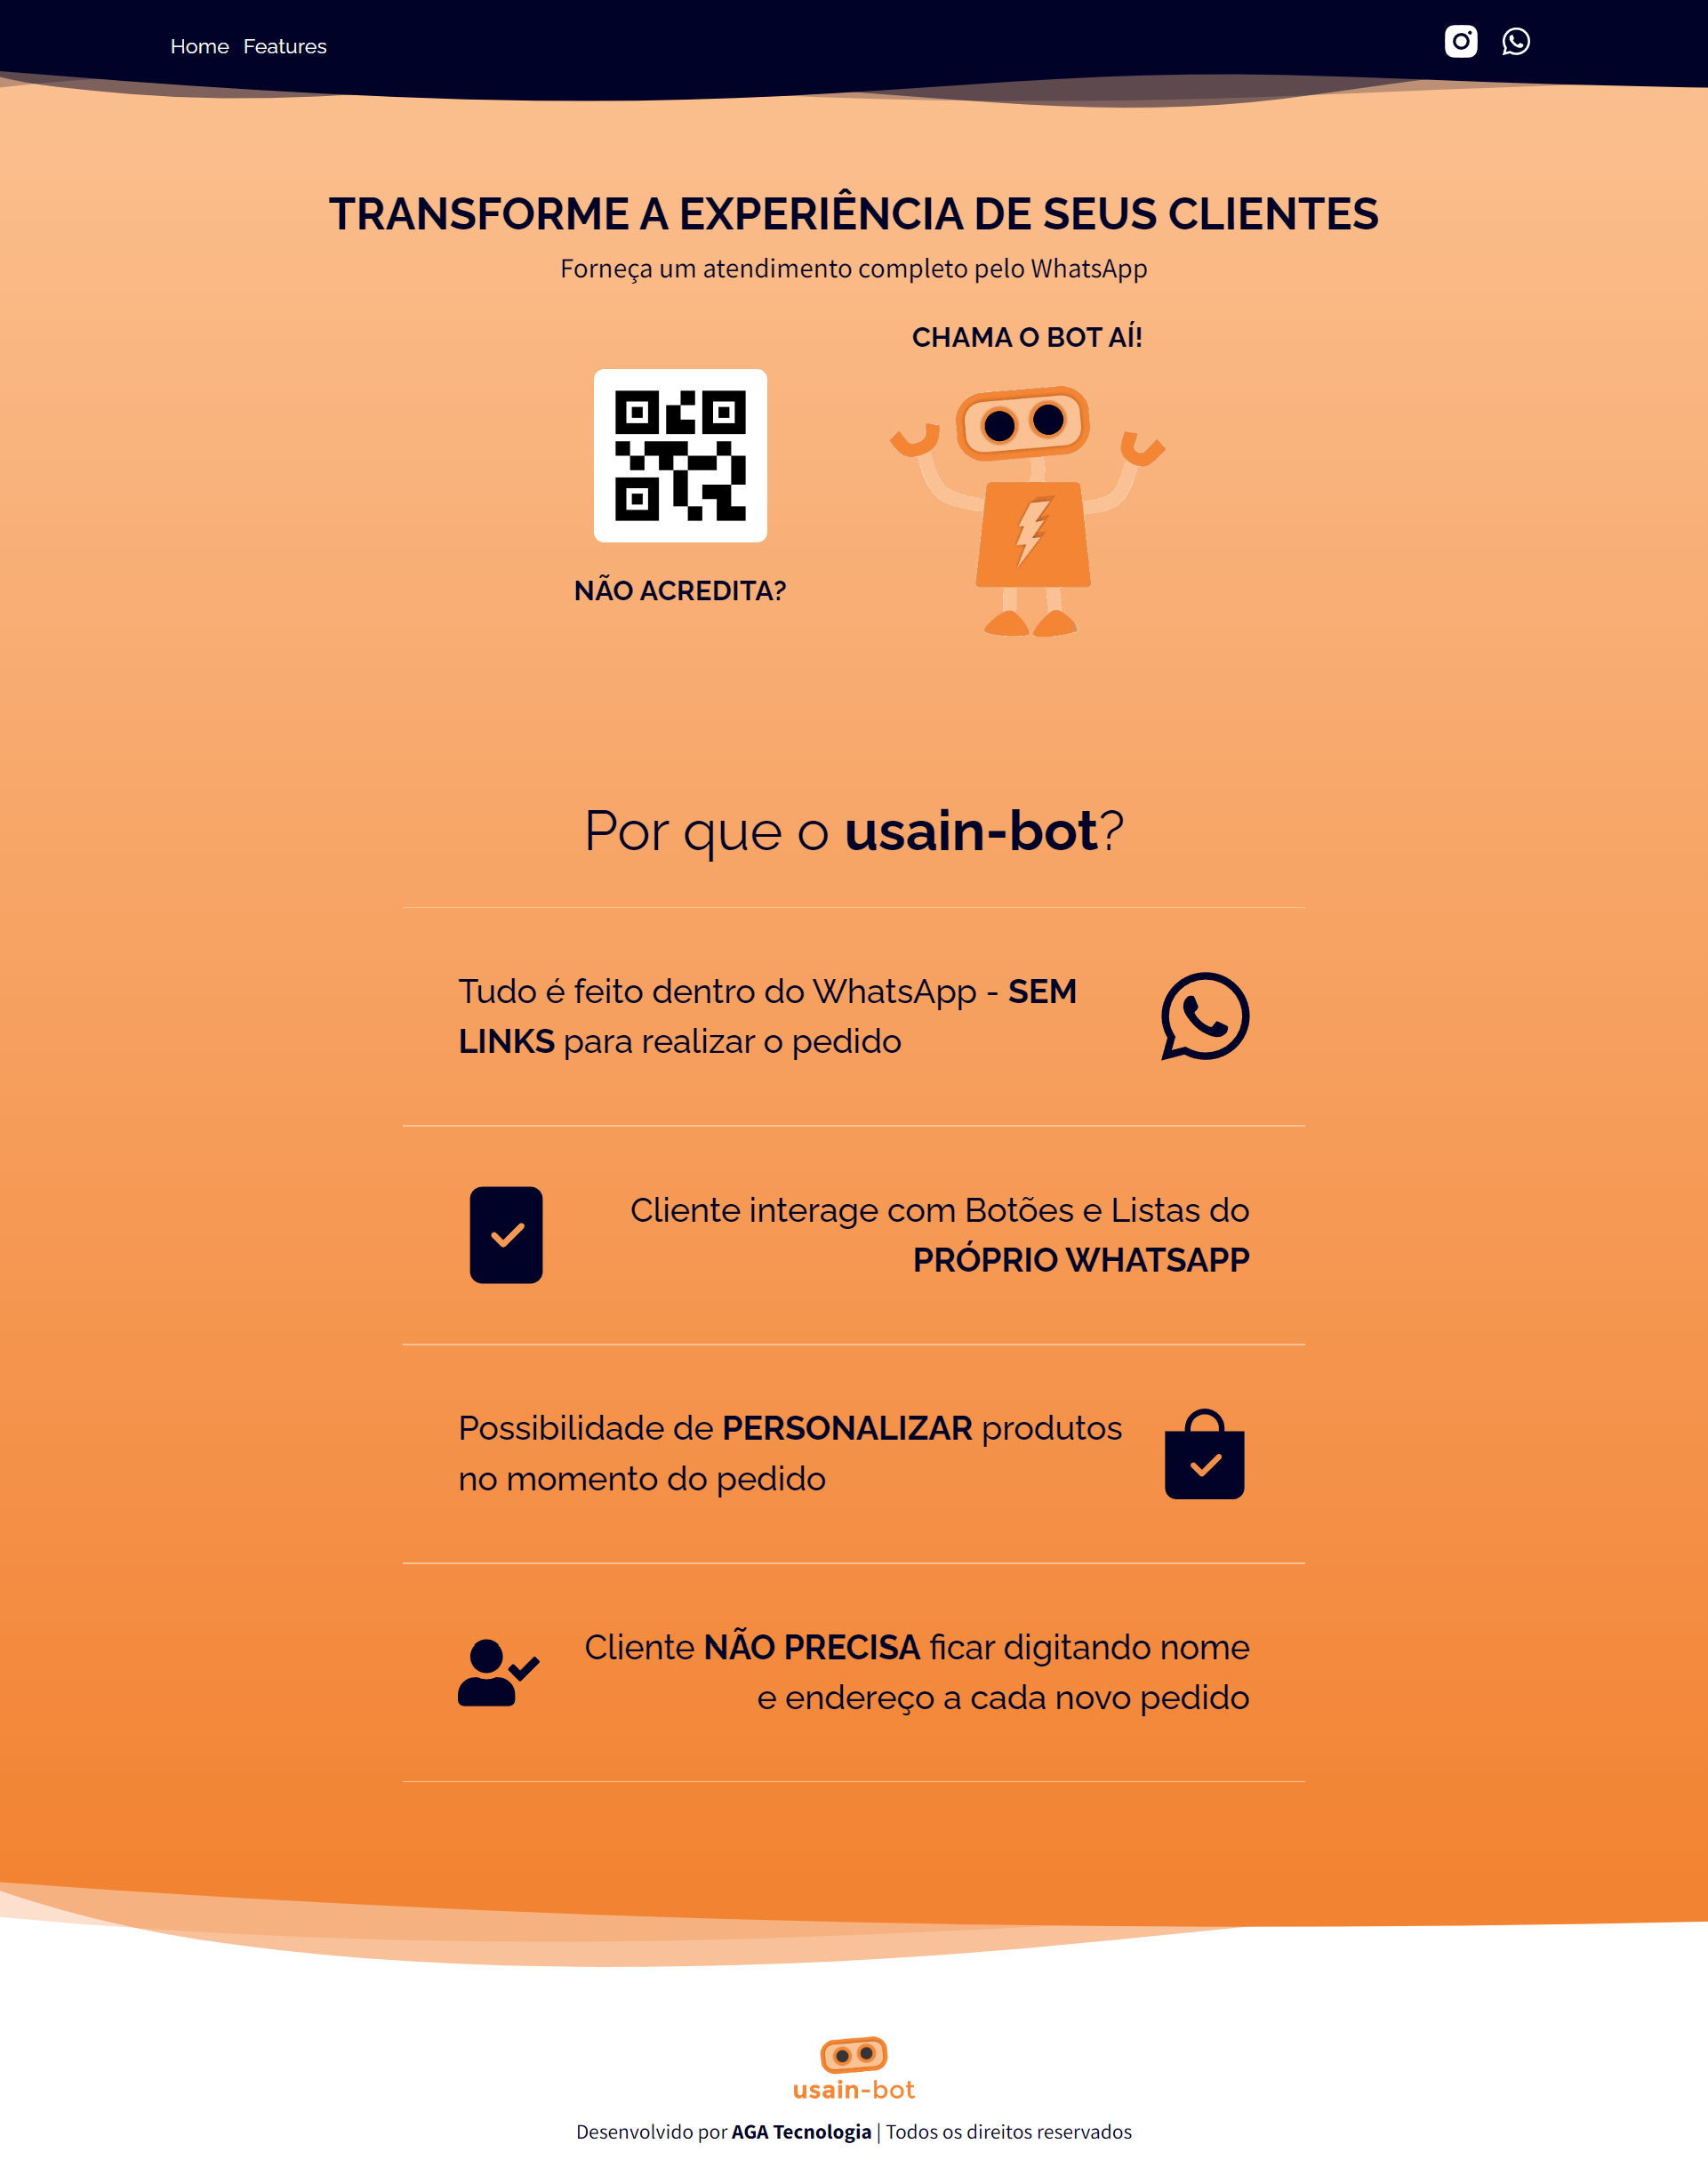 Home Features
TRANSFORME A EXPERIÊNCIA DE SEUS CLIENTES
Forneça um atendimento completo pelo WhatsApp
CHAMA O BOT AÍ!
NÃO ACREDITA?
Por que o usain-bot?
Tudo é feito dentro do WhatsApp - SEM
LINKS para realizar o pedido
Cliente interage com Botões e Listas do
PRÓPRIO WHATSAPP
Possibilidade de PERSONALIZAR produtos
no momento do pedido
Cliente NÃO PRECISA ficar digitando nome
e endereço a cada novo pedido
usain-bot
Desenvolvido por AGA Tecnologia | Todos os direitos reservados